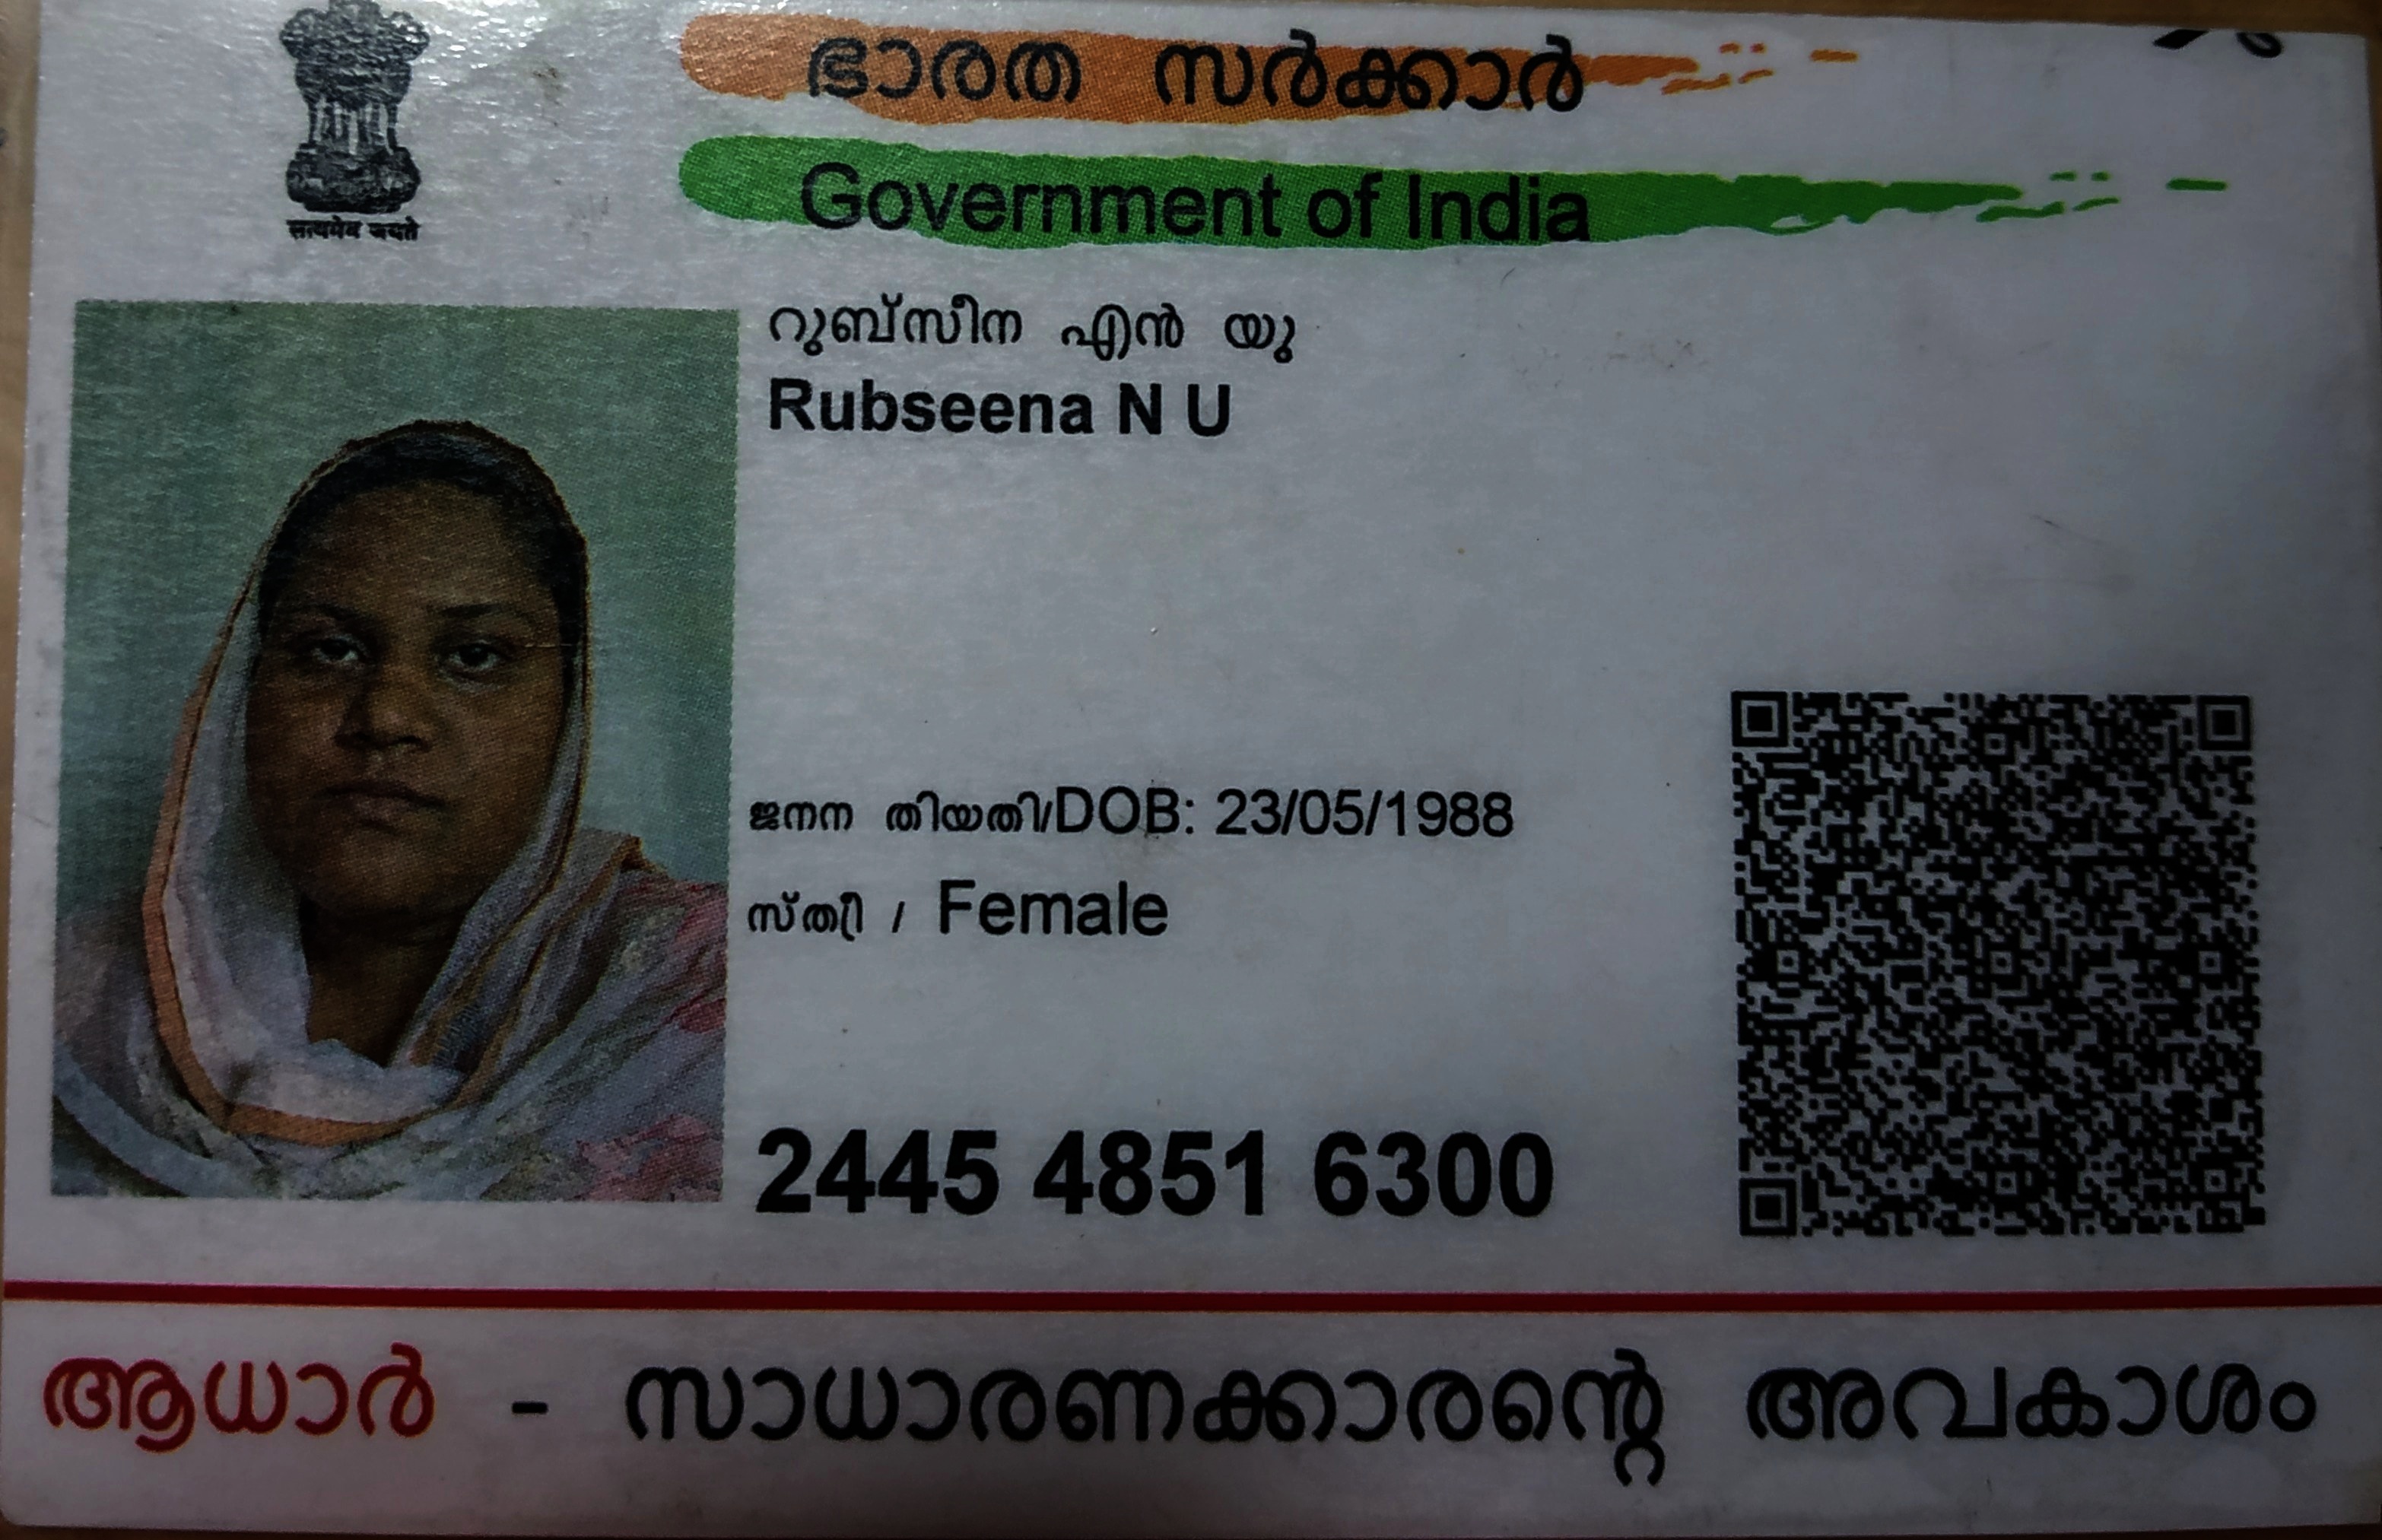 ഭാരത സർക്കാർ
Government of India
सत्यमेव जयते
റുബ്സീന എൻ യു
Rubseena N U
ജനന തിയതി/DOB: 23/05/1988
സ്ത്രീ / Female
2445 4851 6300
ആധാർ - സാധാരണക്കാരന്റെ അവകാശം